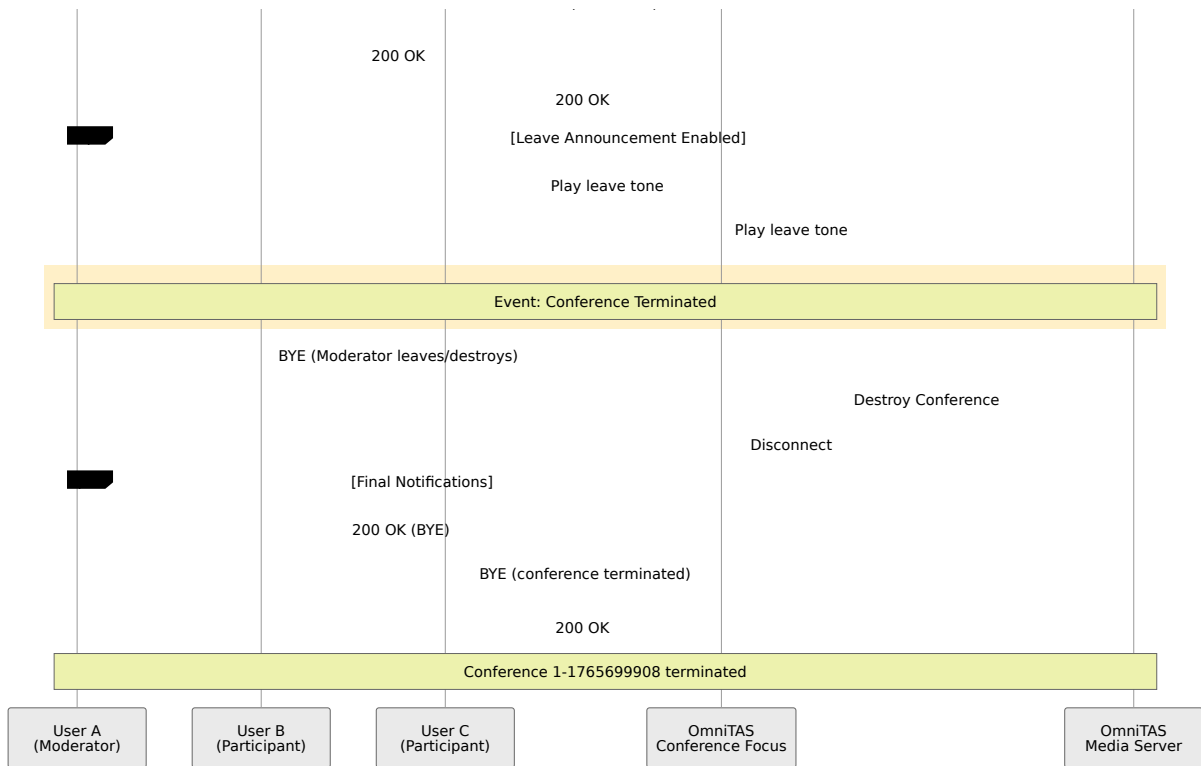 200 OK
200 OK
[Leave Announcement Enabled]
Play leave tone
Play leave tone
Event: Conference Terminated
BYE (Moderator leaves/destroys)
Destroy Conference
Disconnect
[Final Notifications]
200 OK (BYE)
BYE (conference terminated)
200 OK
Conference 1-1765699908 terminated
User A
(Moderator)
User B
(Participant)
User C
(Participant)
OmniTAS
Conference Focus
OmniTAS
Media Server